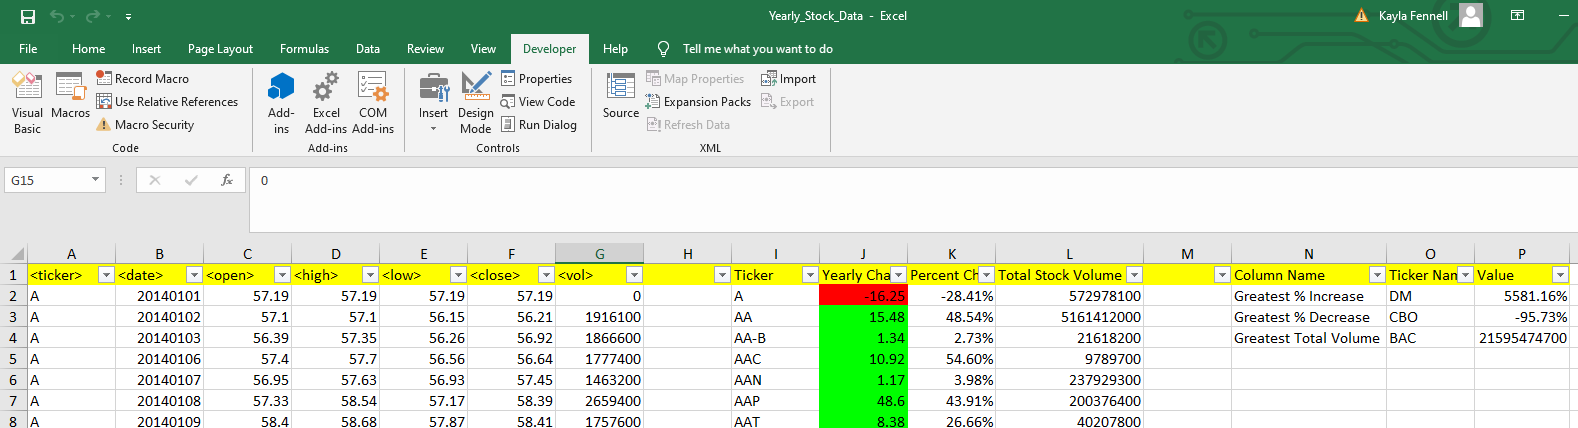 Yearly_Stock_Data - Excel
Kayla Fennell
File Home Insert Page Layout Formulas Data Review View Developer Help Tell me what you want to do
Visual Basic
Macros
Record Macro
Use Relative References
Macro Security
Code
Add-ins
Excel Add-ins
COM Add-ins
Add-ins
Insert
Design Mode
Properties
View Code
Run Dialog
Controls
Source
Map Properties
Expansion Packs
Refresh Data
Import
Export
XML
G15 fx 0
A B C D E F G H I J K L M N O P
1 <ticker> <date> <open> <high> <low> <close> <vol> Ticker Yearly Cha Percent Ch Total Stock Volume Column Name Ticker Nan Value
2 A 20140101 57.19 57.19 57.19 57.19 0 A -16.25 -28.41% 572978100 Greatest % Increase DM 5581.16%
3 A 20140102 57.1 57.1 56.15 56.21 1916100 AA 15.48 48.54% 5161412000 Greatest % Decrease CBO -95.73%
4 A 20140103 56.39 57.35 56.26 56.92 1866600 AA-B 1.34 2.73% 21618200 Greatest Total Volume BAC 21595474700
5 A 20140106 57.4 57.7 56.56 56.64 1777400 AAC 10.92 54.60% 9789700
6 A 20140107 56.95 57.63 56.93 57.45 1463200 AAN 1.17 3.98% 237929300
7 A 20140108 57.33 58.54 57.17 58.39 2659400 AAP 48.6 43.91% 200376400
8 A 20140109 58.4 58.68 57.87 58.41 1757600 AAT 8.38 26.66% 40207800